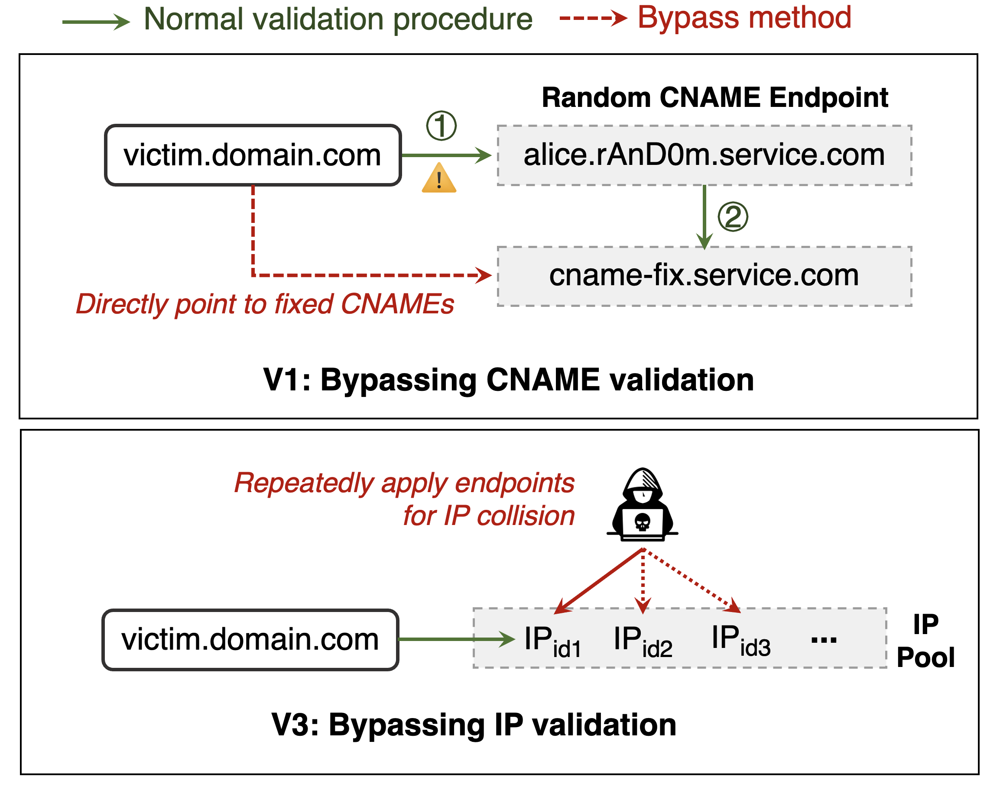 Normal validation procedure Bypass method
Random CNAME Endpoint
①
victim.domain.com
alice.rAnD0m.service.com
!
②
cname-fix.service.com
Directly point to fixed CNAMEs
V1: Bypassing CNAME validation
Repeatedly apply endpoints
for IP collision
victim.domain.com
IPid1 IPid2 IPid3 ...
IP
Pool
V3: Bypassing IP validation